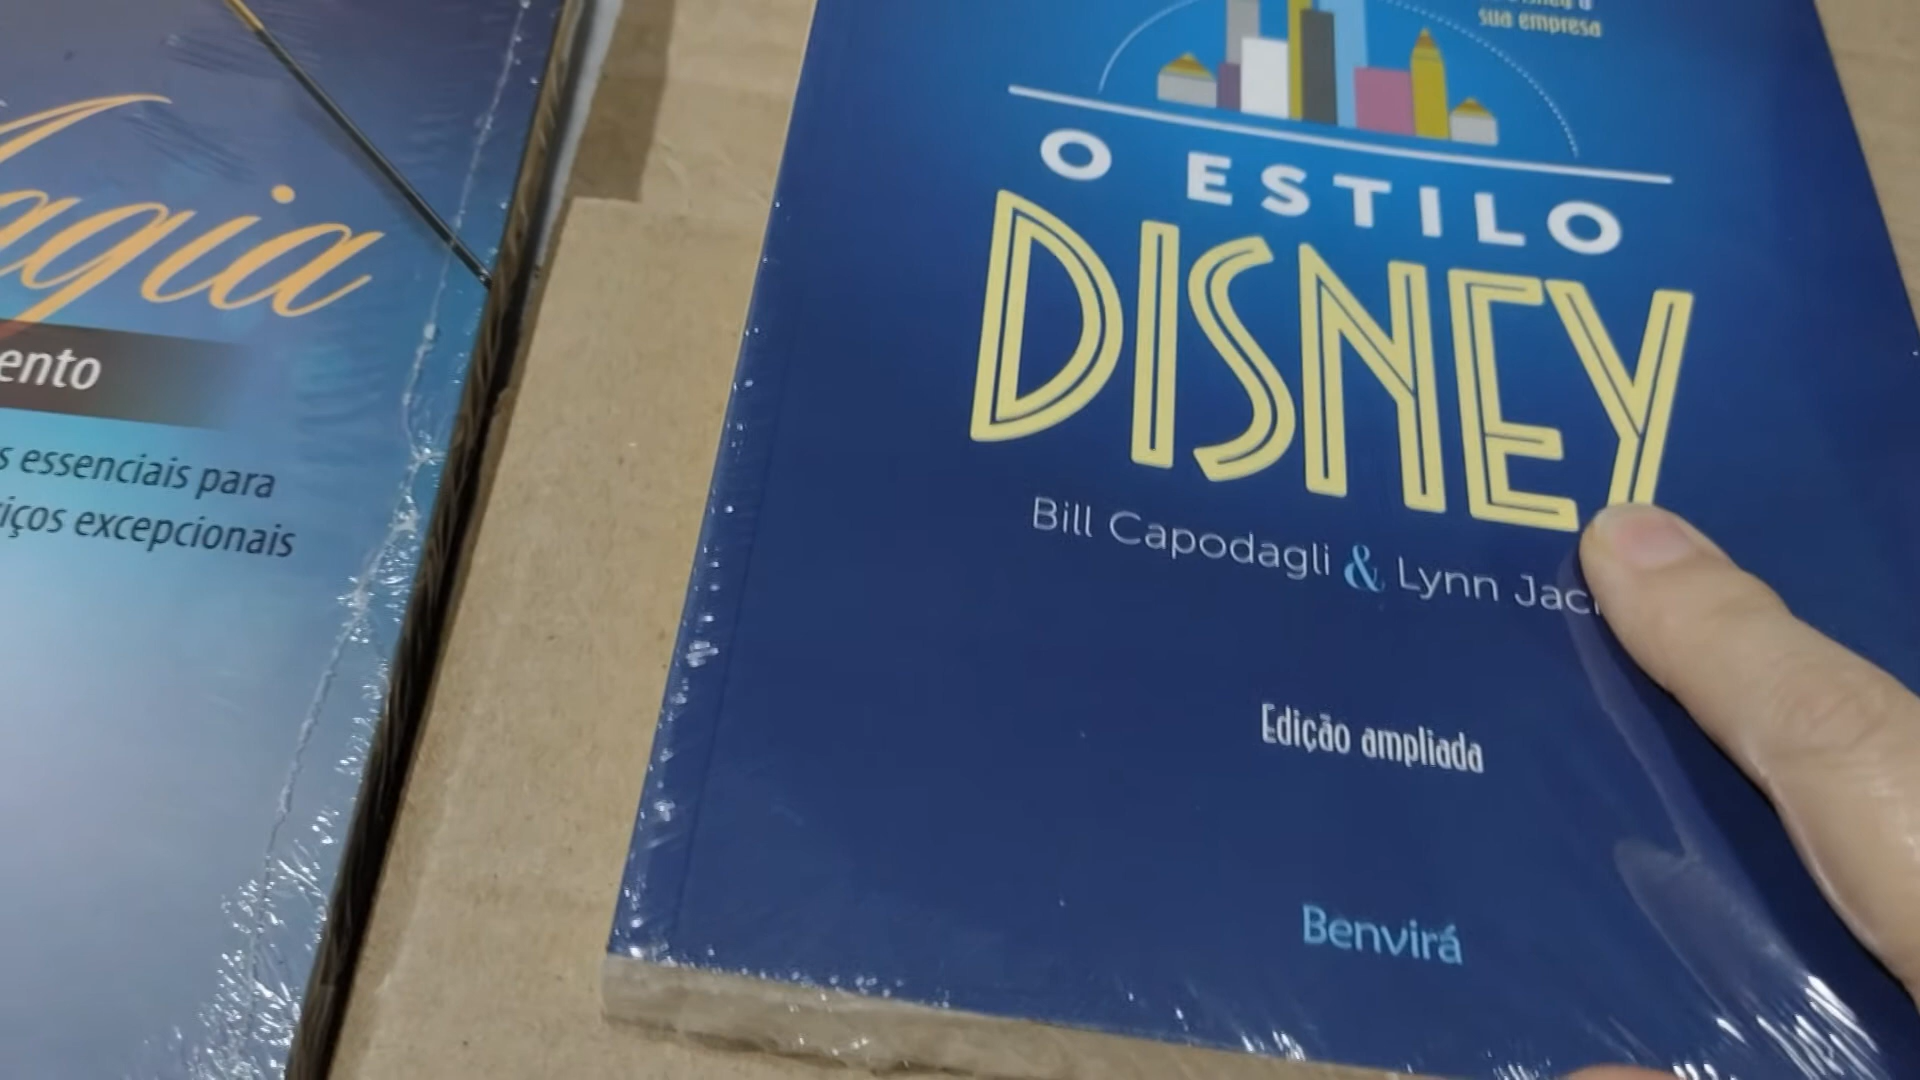 agia
ento
s essenciais para
iços excepcionais
sua empresa
O ESTILO
DISNEY
Bill Capodagli & Lynn Jac
Edição ampliada
Benvirá